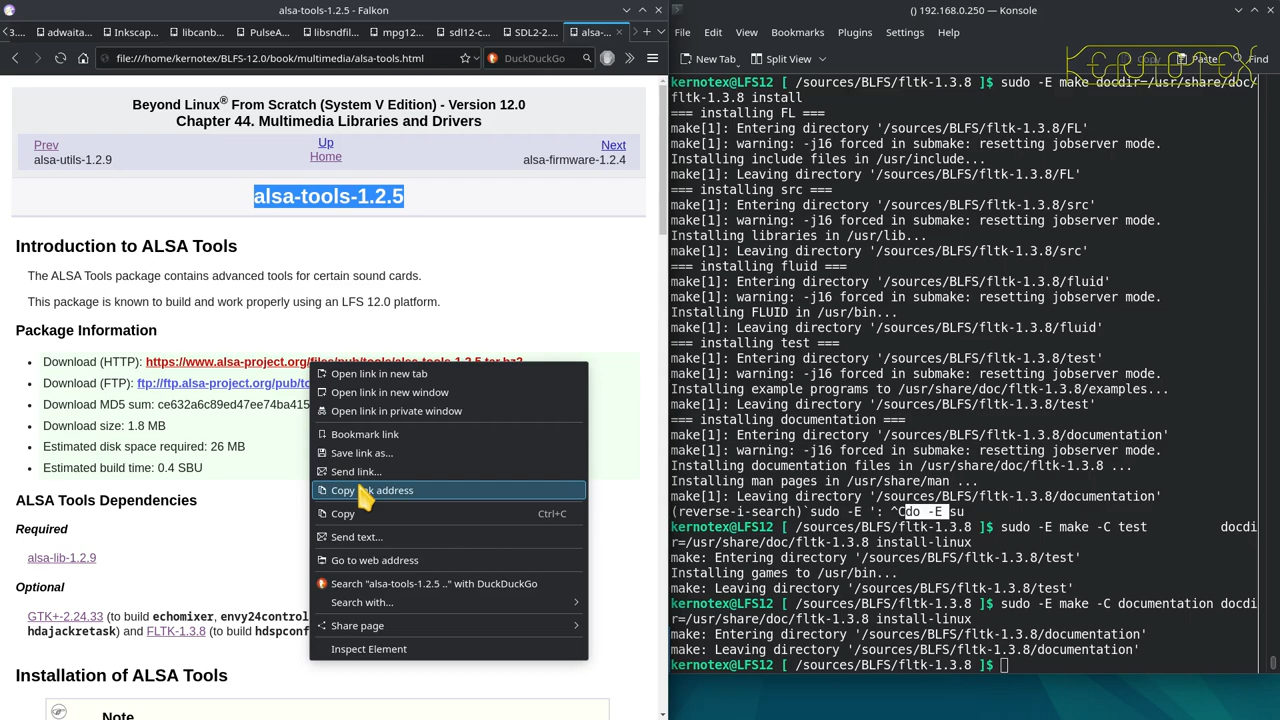 alsa-tools-1.2.5 - Falkon
3....
adwaita...
Inkscap...
libcanb...
PulseA...
libsndfil...
mpg12...
sdl12-c...
SDL2-2....
alsa-...
file:///home/kernotex/BLFS-12.0/book/multimedia/alsa-tools.html
DuckDuckGo
Beyond Linux® From Scratch (System V Edition) - Version 12.0
Chapter 44. Multimedia Libraries and Drivers
Prev
Up
Next
alsa-utils-1.2.9
Home
alsa-firmware-1.2.4
alsa-tools-1.2.5
Introduction to ALSA Tools
The ALSA Tools package contains advanced tools for certain sound cards.
This package is known to build and work properly using an LFS 12.0 platform.
Package Information
• Download (HTTP): https://www.alsa-project.org/files/pub/tools/alsa-tools-1.2.5.tar.bz2
• Download (FTP): ftp://ftp.alsa-project.org/pub/to
• Download MD5 sum: ce632a6c89ed47ee74ba415
• Download size: 1.8 MB
• Estimated disk space required: 26 MB
• Estimated build time: 0.4 SBU
ALSA Tools Dependencies
Required
alsa-lib-1.2.9
Optional
GTK+-2.24.33 (to build echomixer, envy24control
hdajackretask) and FLTK-1.3.8 (to build hdspconf
Installation of ALSA Tools
Note
Open link in new tab
Open link in new window
Open link in private window
Bookmark link
Save link as...
Send link...
Copy link address
Copy Ctrl+C
Send text...
Go to web address
Search "alsa-tools-1.2.5 .." with DuckDuckGo
Search with...
Share page
Inspect Element
() 192.168.0.250 — Konsole
File Edit View Bookmarks Plugins Settings Help
New Tab Split View Copy Paste Find
kernotex
kernotex@LFS12 [ /sources/BLFS/fltk-1.3.8 ]$ sudo -E make docdir=/usr/share/doc/
fltk-1.3.8 install
=== installing FL ===
make[1]: Entering directory '/sources/BLFS/fltk-1.3.8/FL'
make[1]: warning: -j16 forced in submake: resetting jobserver mode.
Installing include files in /usr/include...
make[1]: Leaving directory '/sources/BLFS/fltk-1.3.8/FL'
=== installing src ===
make[1]: Entering directory '/sources/BLFS/fltk-1.3.8/src'
make[1]: warning: -j16 forced in submake: resetting jobserver mode.
Installing libraries in /usr/lib...
make[1]: Leaving directory '/sources/BLFS/fltk-1.3.8/src'
=== installing fluid ===
make[1]: Entering directory '/sources/BLFS/fltk-1.3.8/fluid'
make[1]: warning: -j16 forced in submake: resetting jobserver mode.
Installing FLUID in /usr/bin...
make[1]: Leaving directory '/sources/BLFS/fltk-1.3.8/fluid'
=== installing test ===
make[1]: Entering directory '/sources/BLFS/fltk-1.3.8/test'
make[1]: warning: -j16 forced in submake: resetting jobserver mode.
Installing example programs to /usr/share/doc/fltk-1.3.8/examples...
make[1]: Leaving directory '/sources/BLFS/fltk-1.3.8/test'
=== installing documentation ===
make[1]: Entering directory '/sources/BLFS/fltk-1.3.8/documentation'
make[1]: warning: -j16 forced in submake: resetting jobserver mode.
Installing documentation files in /usr/share/doc/fltk-1.3.8 ...
Installing man pages in /usr/share/man ...
make[1]: Leaving directory '/sources/BLFS/fltk-1.3.8/documentation'
(reverse-i-search)`sudo -E ': ^Cdo -E su
kernotex@LFS12 [ /sources/BLFS/fltk-1.3.8 ]$ sudo -E make -C test docdi
r=/usr/share/doc/fltk-1.3.8 install-linux
make: Entering directory '/sources/BLFS/fltk-1.3.8/test'
Installing games to /usr/bin...
make: Leaving directory '/sources/BLFS/fltk-1.3.8/test'
kernotex@LFS12 [ /sources/BLFS/fltk-1.3.8 ]$ sudo -E make -C documentation docdi
r=/usr/share/doc/fltk-1.3.8 install-linux
make: Entering directory '/sources/BLFS/fltk-1.3.8/documentation'
make: Leaving directory '/sources/BLFS/fltk-1.3.8/documentation'
kernotex@LFS12 [ /sources/BLFS/fltk-1.3.8 ]$